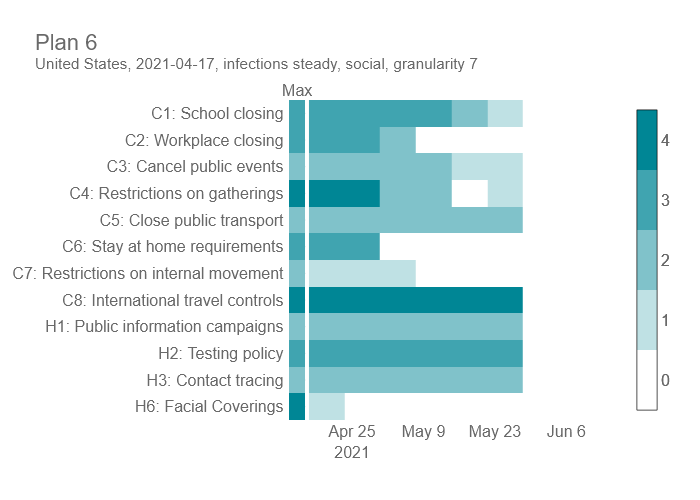 Plan 6
United States, 2021-04-17, infections steady, social, granularity 7
Max
C1: School closing
C2: Workplace closing
C3: Cancel public events
C4: Restrictions on gatherings
C5: Close public transport
C6: Stay at home requirements
C7: Restrictions on internal movement
C8: International travel controls
H1: Public information campaigns
H2: Testing policy
H3: Contact tracing
H6: Facial Coverings
Apr 25 May 9 May 23 Jun 6
2021
4
3
2
1
0